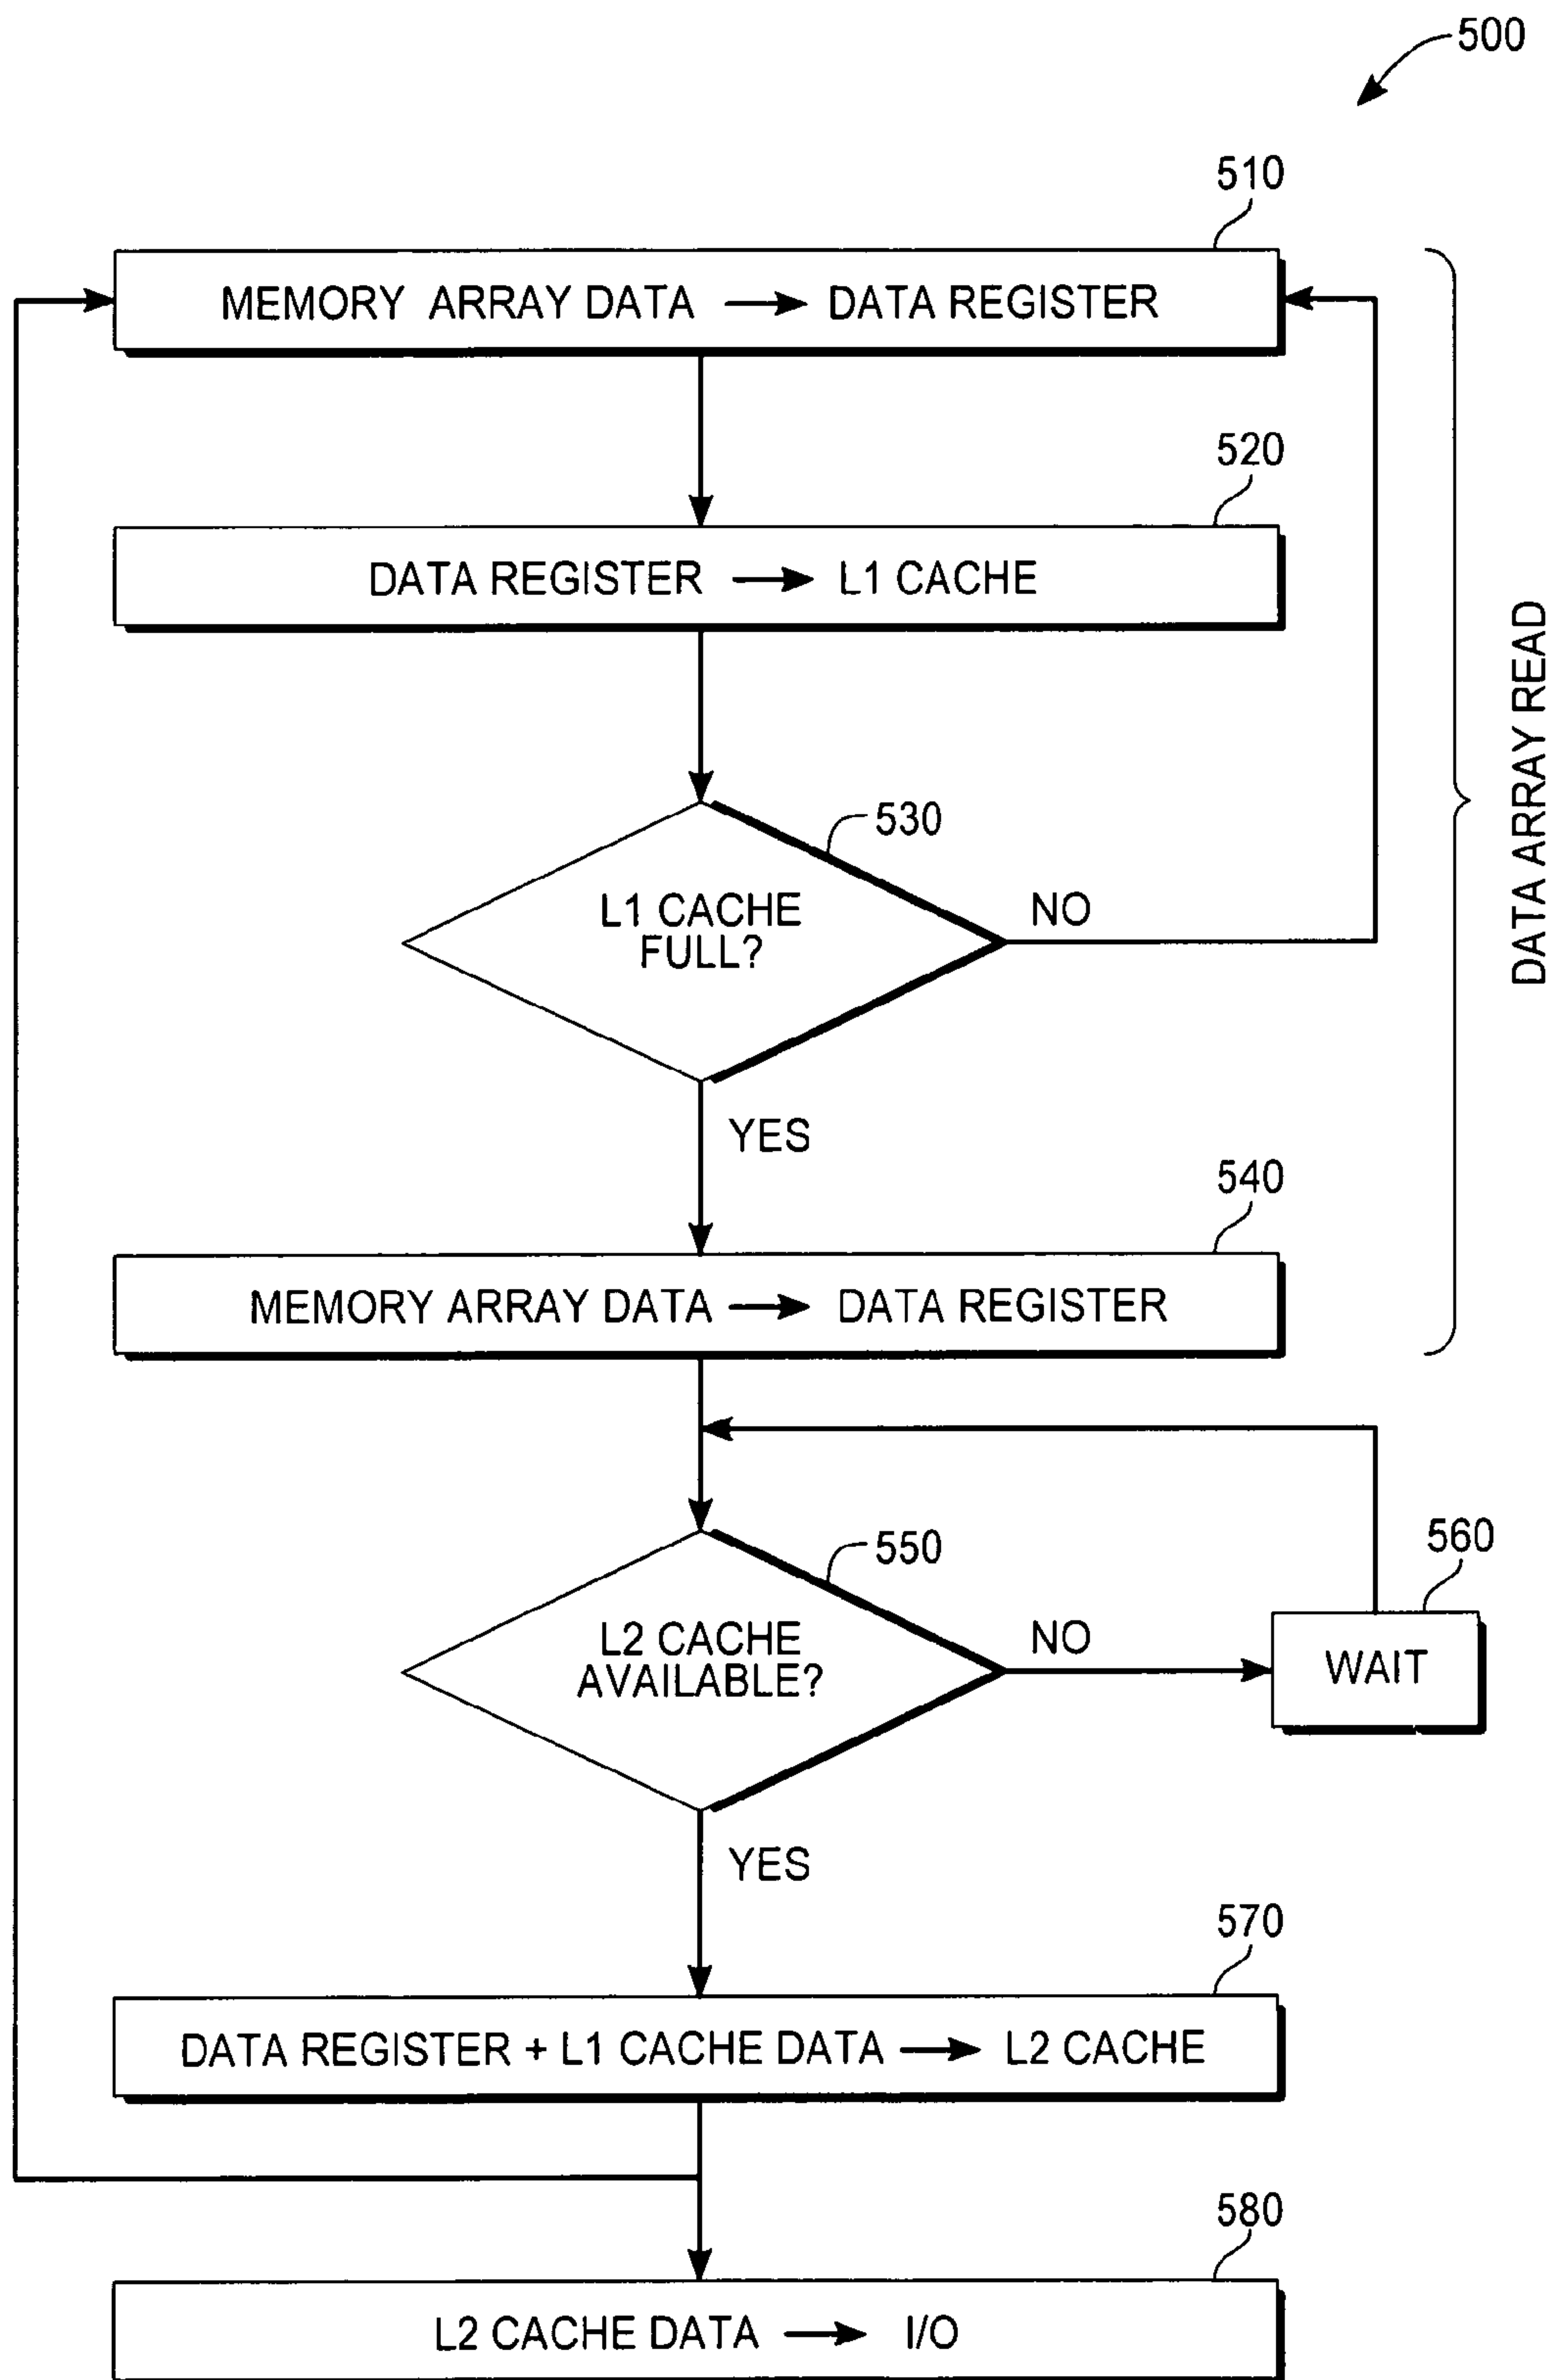 500
510
MEMORY ARRAY DATA → DATA REGISTER
520
DATA REGISTER → L1 CACHE
530
L1 CACHE
FULL?
NO
YES
DATA ARRAY READ
540
MEMORY ARRAY DATA → DATA REGISTER
550
L2 CACHE
AVAILABLE?
NO
560
WAIT
YES
570
DATA REGISTER + L1 CACHE DATA → L2 CACHE
580
L2 CACHE DATA → I/O